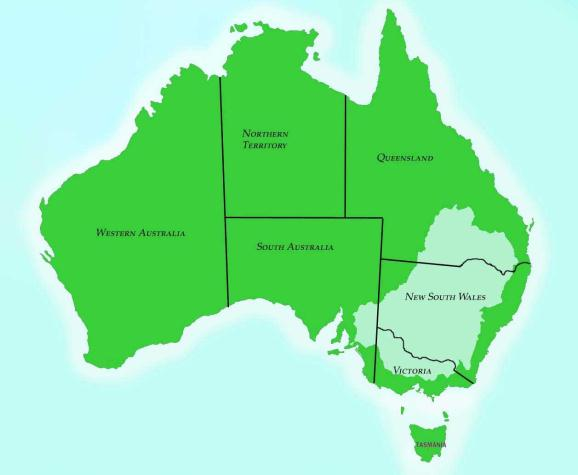 NORTHERN
TERRITORY
QUEENSLAND
WESTERN AUSTRALIA
SOUTH AUSTRALIA
NEW SOUTH WALES
VICTORIA
TASMANIA